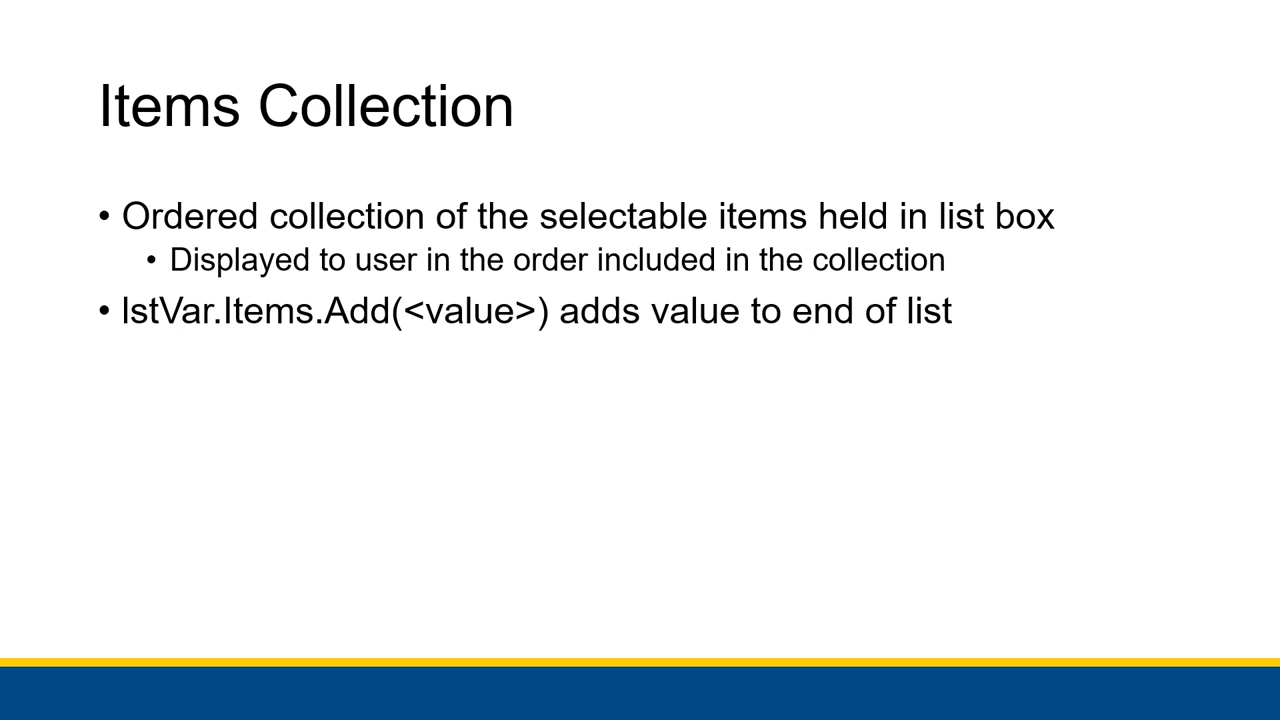 Items Collection
• Ordered collection of the selectable items held in list box
• Displayed to user in the order included in the collection
• lstVar.Items.Add(<value>) adds value to end of list